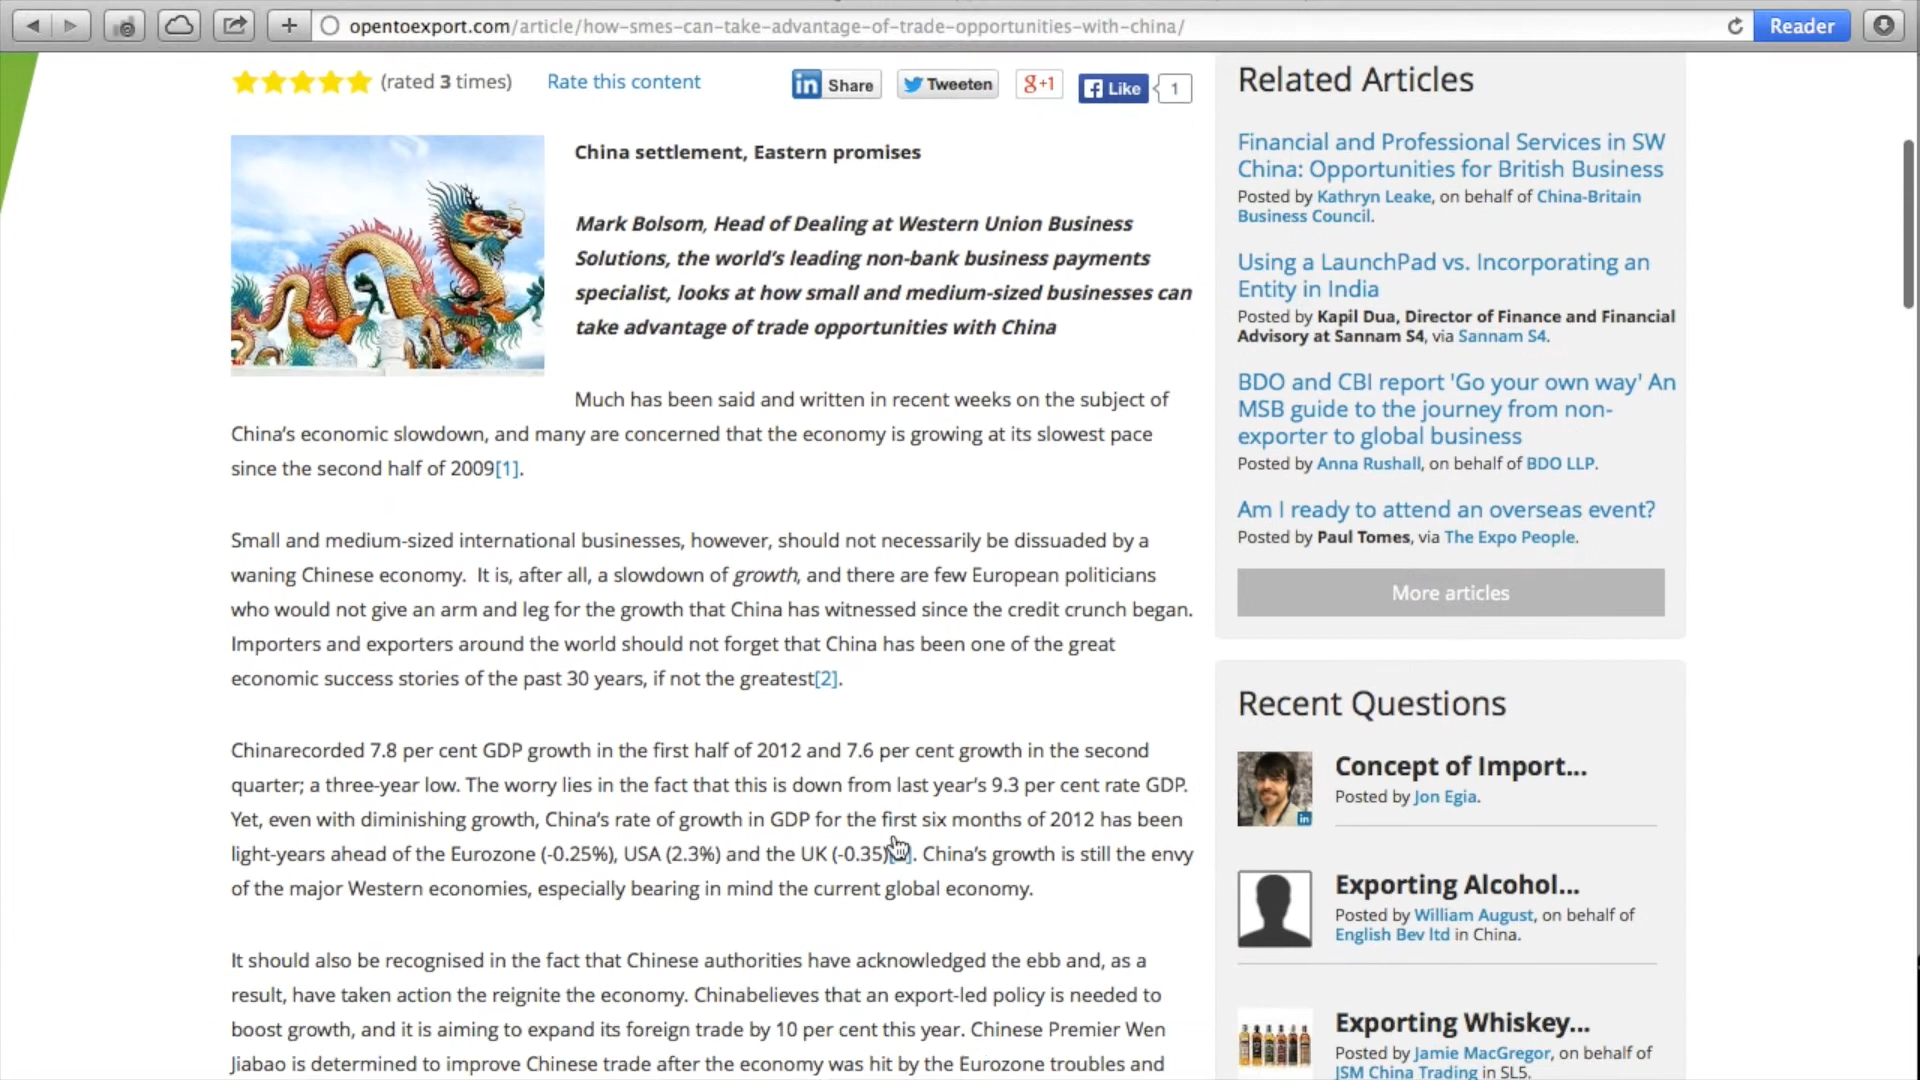 opentoexport.com/article/how-smes-can-take-advantage-of-trade-opportunities-with-china/
Reader
(rated 3 times)
Rate this content
in Share
Tweeten
g+1
Like
1
China settlement, Eastern promises
Mark Bolsom, Head of Dealing at Western Union Business
Solutions, the world's leading non-bank business payments
specialist, looks at how small and medium-sized businesses can
take advantage of trade opportunities with China
Much has been said and written in recent weeks on the subject of
China's economic slowdown, and many are concerned that the economy is growing at its slowest pace
since the second half of 2009[1].
Small and medium-sized international businesses, however, should not necessarily be dissuaded by a
waning Chinese economy.  It is, after all, a slowdown of growth, and there are few European politicians
who would not give an arm and leg for the growth that China has witnessed since the credit crunch began.
Importers and exporters around the world should not forget that China has been one of the great
economic success stories of the past 30 years, if not the greatest[2].
Chinarecorded 7.8 per cent GDP growth in the first half of 2012 and 7.6 per cent growth in the second
quarter; a three-year low. The worry lies in the fact that this is down from last year's 9.3 per cent rate GDP.
Yet, even with diminishing growth, China's rate of growth in GDP for the first six months of 2012 has been
light-years ahead of the Eurozone (-0.25%), USA (2.3%) and the UK (-0.35). China's growth is still the envy
of the major Western economies, especially bearing in mind the current global economy.
It should also be recognised in the fact that Chinese authorities have acknowledged the ebb and, as a
result, have taken action the reignite the economy. Chinabelieves that an export-led policy is needed to
boost growth, and it is aiming to expand its foreign trade by 10 per cent this year. Chinese Premier Wen
Jiabao is determined to improve Chinese trade after the economy was hit by the Eurozone troubles and
Related Articles
Financial and Professional Services in SW
China: Opportunities for British Business
Posted by Kathryn Leake, on behalf of China-Britain
Business Council.
Using a LaunchPad vs. Incorporating an
Entity in India
Posted by Kapil Dua, Director of Finance and Financial
Advisory at Sannam S4, via Sannam S4.
BDO and CBI report 'Go your own way' An
MSB guide to the journey from non-
exporter to global business
Posted by Anna Rushall, on behalf of BDO LLP.
Am I ready to attend an overseas event?
Posted by Paul Tomes, via The Expo People.
More articles
Recent Questions
Concept of Import...
Posted by Jon Egia.
in
Exporting Alcohol...
Posted by William August, on behalf of
English Bev ltd in China.
Exporting Whiskey...
Posted by Jamie MacGregor, on behalf of
JSM China Trading in SL5.